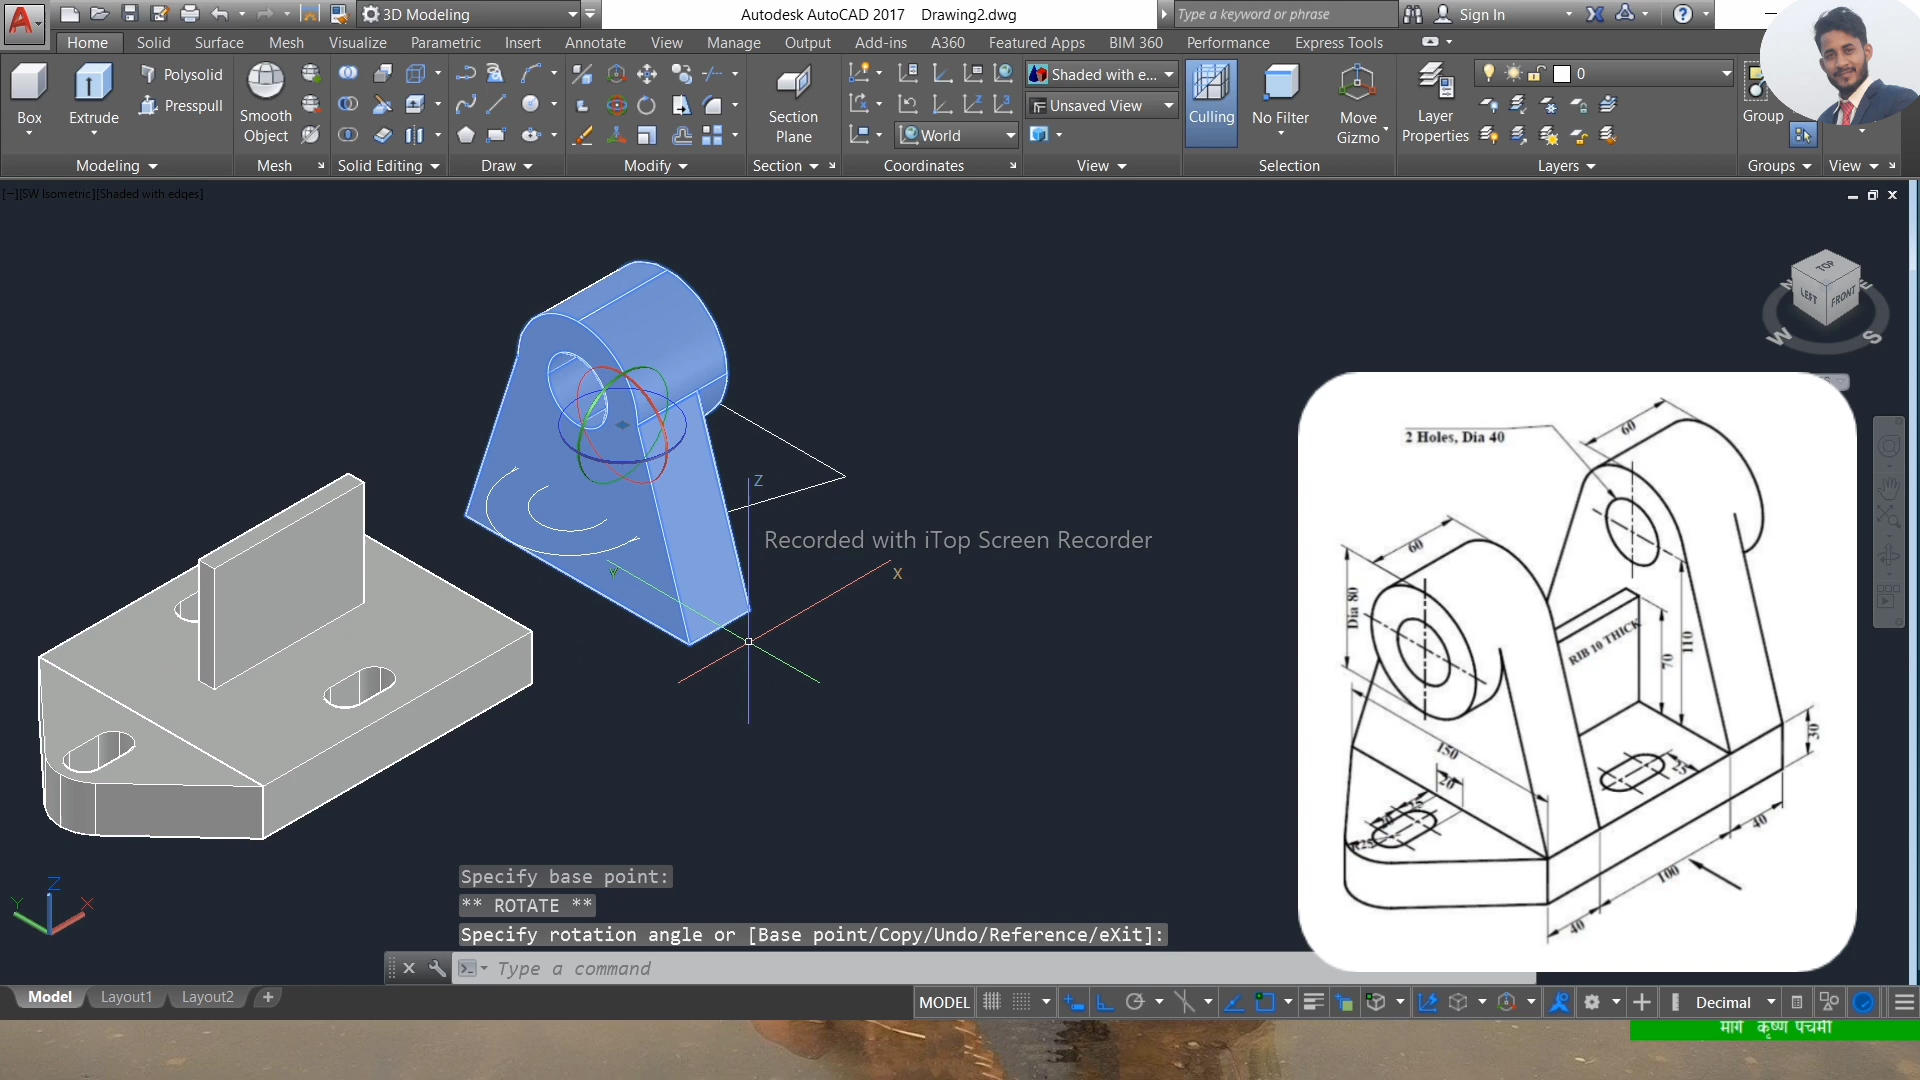 3D Modeling
Autodesk AutoCAD 2017 Drawing2.dwg
Type a keyword or phrase
Sign In
Home Solid Surface Mesh Visualize Parametric Insert Annotate View Manage Output Add-ins A360 Featured Apps BIM 360 Performance Express Tools
Box
Extrude
Polysolid
Presspull
Smooth
Object
Section
Plane
World
Shaded with e...
Unsaved View
Culling
No Filter
Move
Gizmo
Layer
Properties
0
Group
Modeling
Mesh
Solid Editing
Draw
Modify
Section
Coordinates
View
Selection
Layers
Groups
View
[−][SW Isometric][Shaded with edges]
TOP
LEFT
FRONT
W
S
Z
X
Y
Recorded with iTop Screen Recorder
2 Holes, Dia 40
60
60
Dia 80
RIB 10 THICK
70
110
30
150
20
25
R25
40
100
40
Z
Y
X
Specify base point:
** ROTATE **
Specify rotation angle or [Base point/Copy/Undo/Reference/eXit]:
Type a command
Model Layout1 Layout2 +
MODEL
Decimal
मार्ग कृष्ण पंचमी